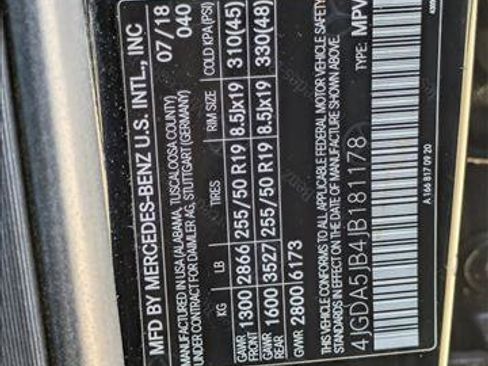 MFD BY MERCEDES-BENZ U.S. INTL., INC 07/18
MANUFACTURED IN USA (ALABAMA, TUSCALOOSA COUNTY) 040
UNDER CONTRACT FOR DAIMLER AG, STUTTGART (GERMANY)
KG LB TIRES RIM SIZE COLD KPA(PSI)
GAWR FRONT 1300 2866 255/50 R19 8.5Jx19 310(45)
GAWR REAR 1600 3527 255/50 R19 8.5Jx19 330(48)
GVWR 2800 6173
THIS VEHICLE CONFORMS TO ALL APPLICABLE FEDERAL MOTOR VEHICLE SAFETY
IN EFFECT ON THE DATE OF MANUFACTURE SHOWN ABOVE.
4JGDA5JB4JB181178 TYPE: MPV
A 166 817 09 20